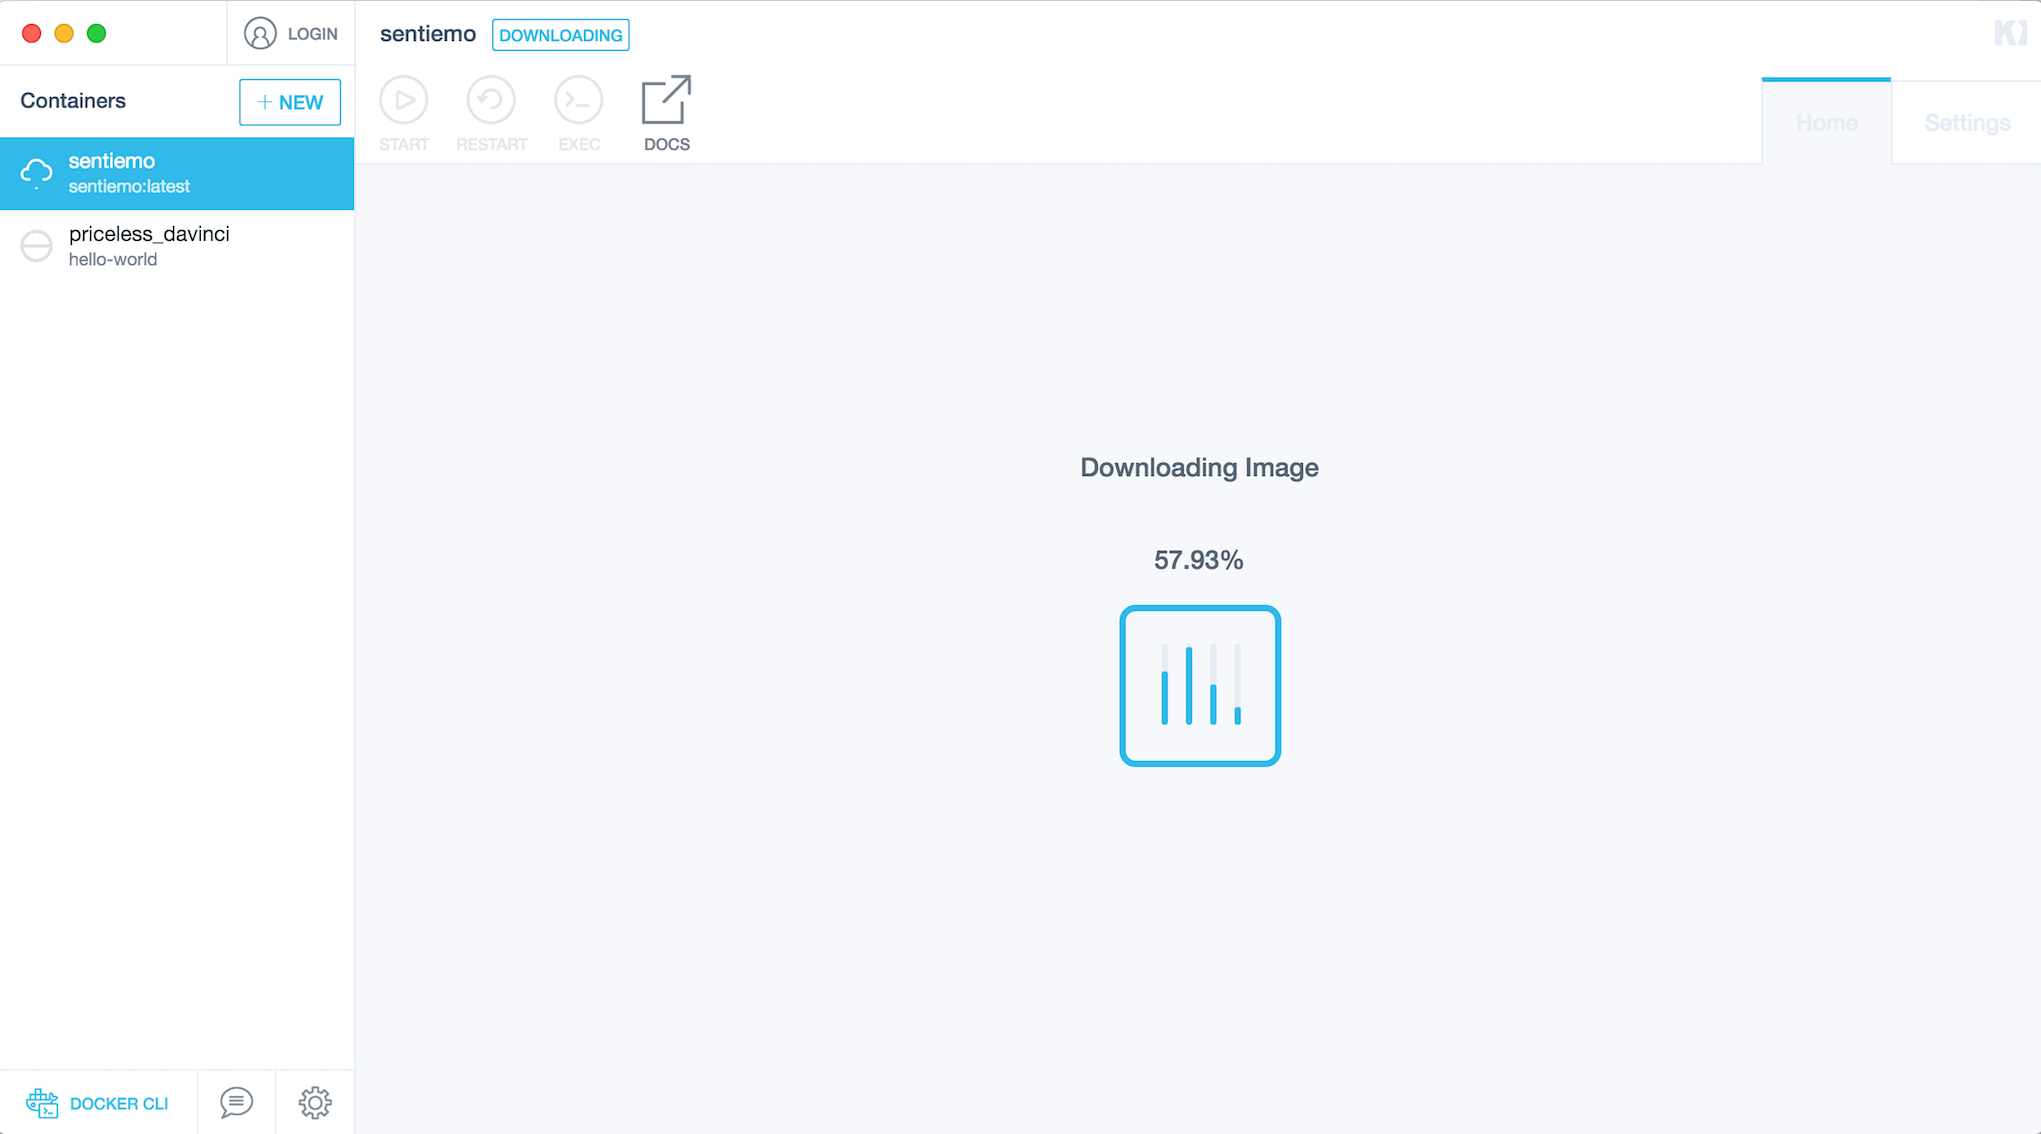 LOGIN
sentiemo DOWNLOADING
Containers
+ NEW
sentiemo
sentiemo:latest
priceless_davinci
hello-world
START RESTART EXEC DOCS
Home Settings
Downloading Image
57.93%
DOCKER CLI